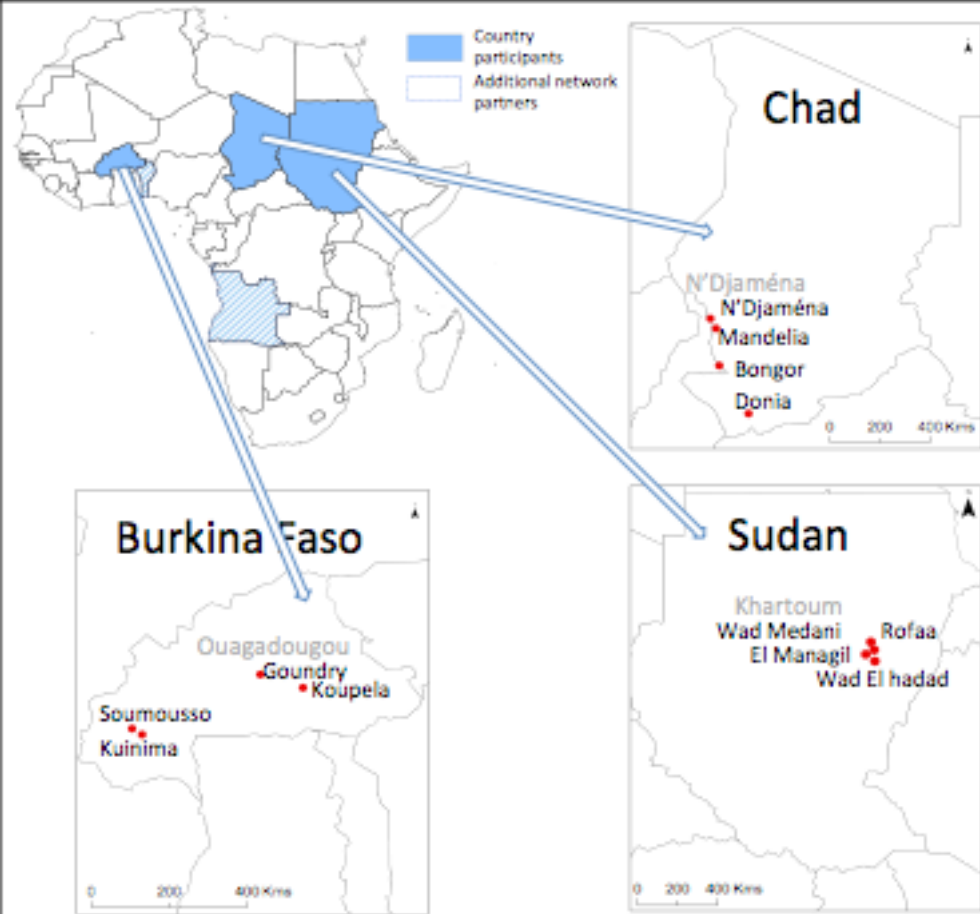 Country
participants
Additional network
partners
Chad
N'Djaména
N'Djaména
Mandelia
Bongor
Donia
0 200 400 Kms
Burkina Faso
Ouagadougou
Goundry
Koupela
Soumousso
Kuinima
0 200 400 Kms
Sudan
Khartoum
Wad Medani Rofaa
El Managil
Wad El hadad
0 200 400 Kms